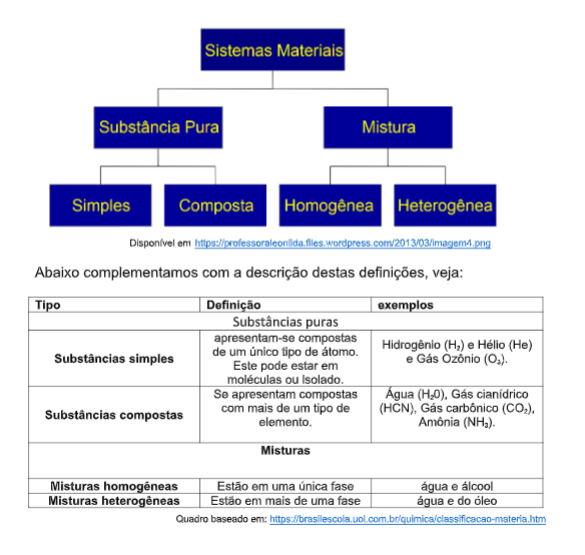 Sistemas Materiais
Substância Pura
Mistura
Simples
Composta
Homogênea
Heterogênea
Disponível em https://professoraleonilda.files.wordpress.com/2013/03/imagem4.png
Abaixo complementamos com a descrição destas definições, veja:
Tipo Definição exemplos
Substâncias puras
Substâncias simples
apresentam-se compostas
de um único tipo de átomo.
Este pode estar em
moléculas ou Isolado.
Hidrogênio (H₂) e Hélio (He)
e Gás Ozônio (O₃).
Substâncias compostas
Se apresentam compostas
com mais de um tipo de
elemento.
Água (H₂0), Gás cianídrico
(HCN), Gás carbônico (CO₂),
Amônia (NH₃).
Misturas
Misturas homogêneas Estão em uma única fase água e álcool
Misturas heterogêneas Estão em mais de uma fase água e do óleo
Quadro baseado em: https://brasilescola.uol.com.br/quimica/classificacao-materia.htm